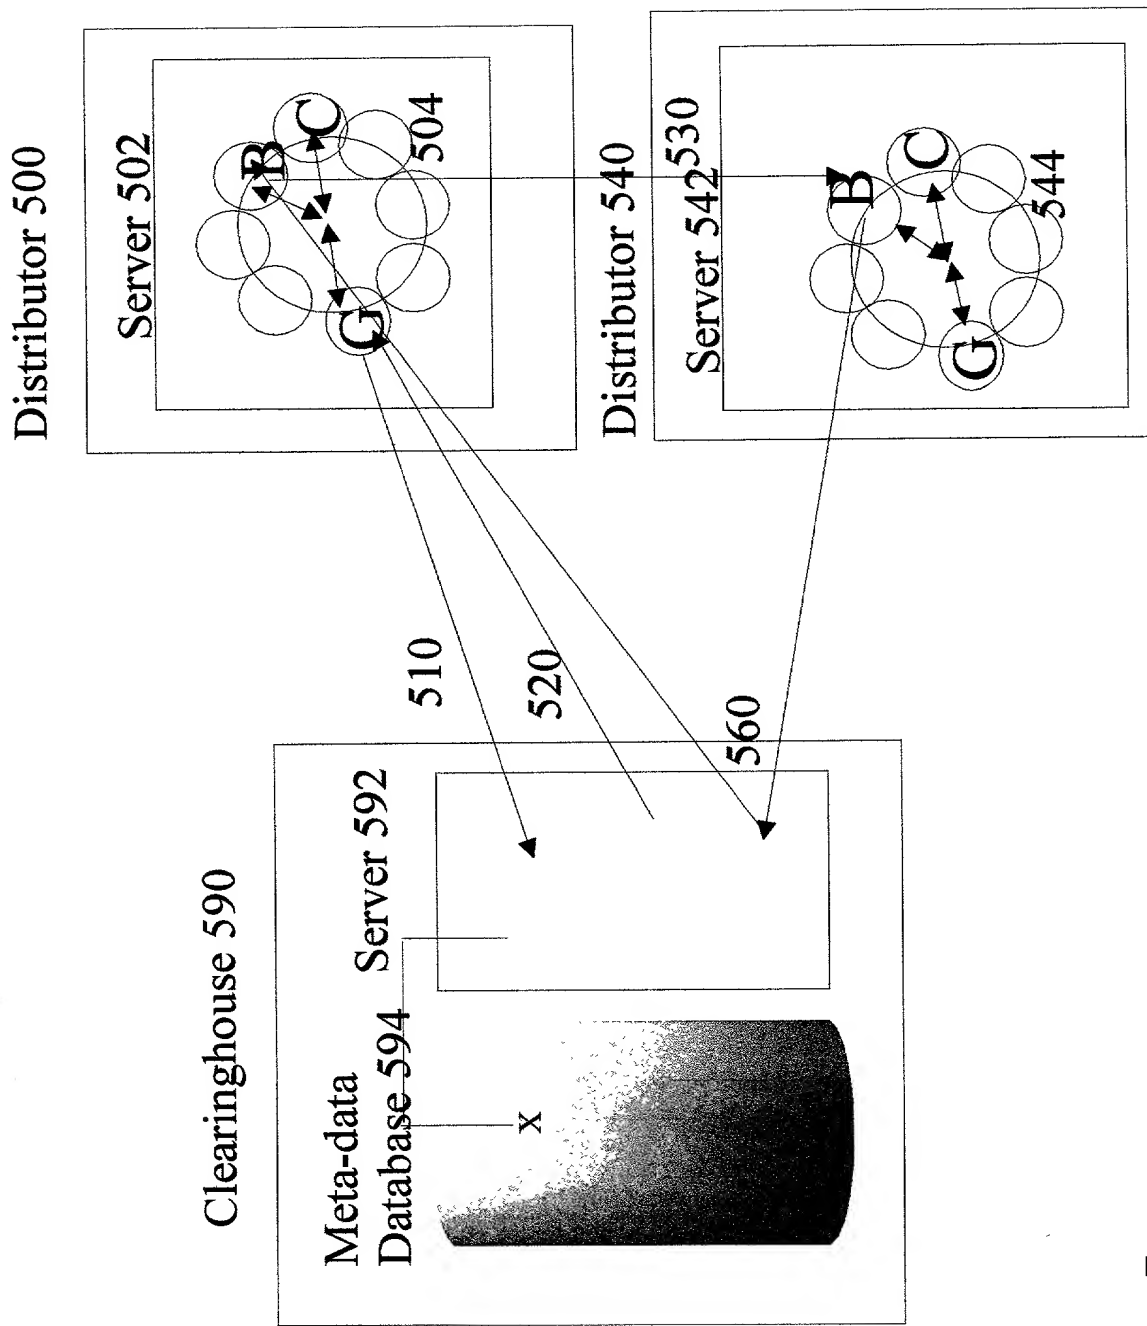 Clearinghouse 590
Meta-data
Database 594
Server 592
x
510
520
560
Distributor 500
Server 502
B
B
C
G
504
Distributor 540
530
Server 542
B
C
G
544